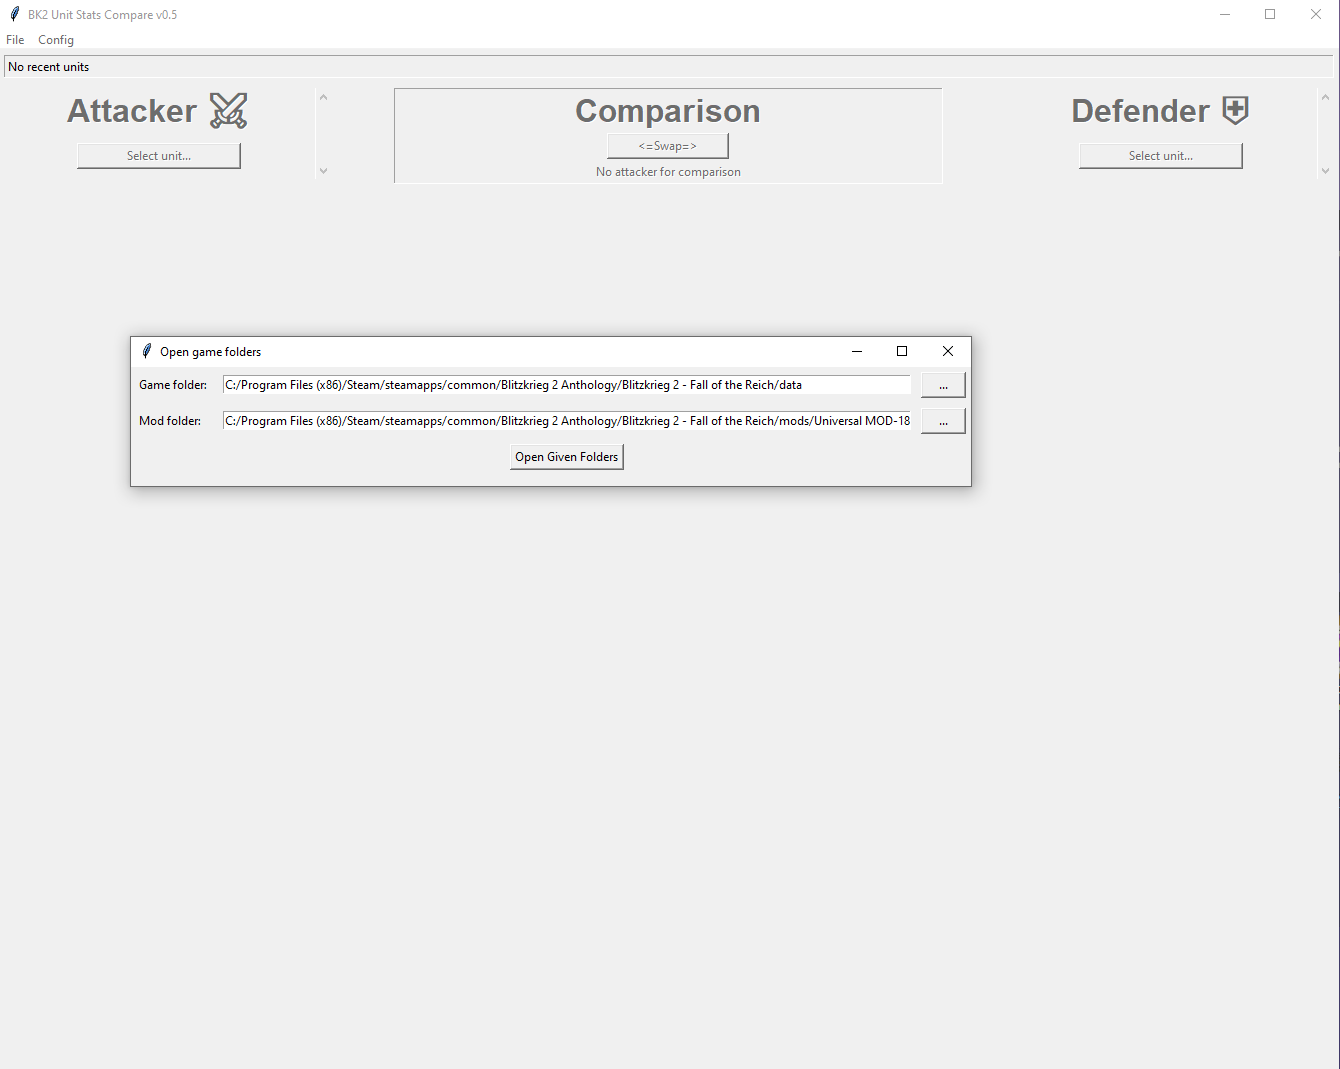 BK2 Unit Stats Compare v0.5
File Config
No recent units
Attacker
Select unit...
Comparison
<=Swap=>
No attacker for comparison
Defender
Select unit...
Open game folders
Game folder: C:/Program Files (x86)/Steam/steamapps/common/Blitzkrieg 2 Anthology/Blitzkrieg 2 - Fall of the Reich/data ...
Mod folder: C:/Program Files (x86)/Steam/steamapps/common/Blitzkrieg 2 Anthology/Blitzkrieg 2 - Fall of the Reich/mods/Universal MOD-18 ...
Open Given Folders